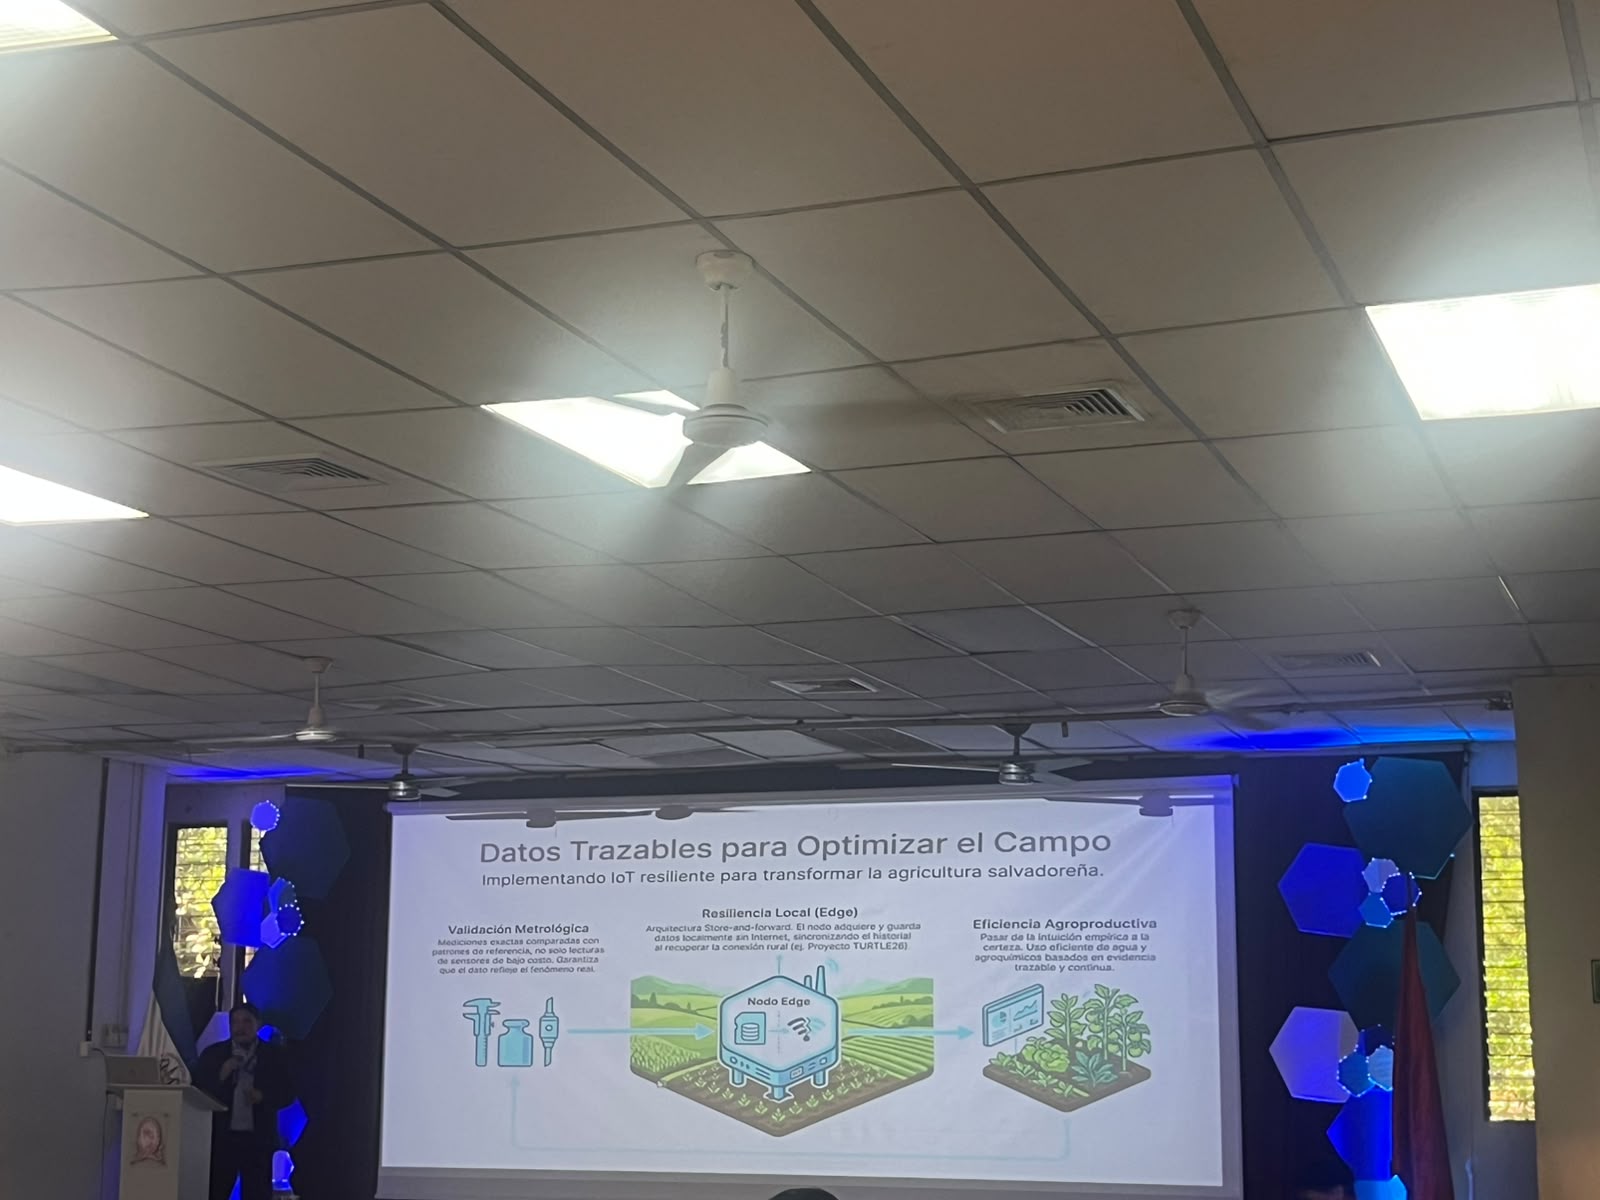 Datos Trazables para Optimizar el Campo
Implementando IoT resiliente para transformar la agricultura salvadoreña.
Validación Metrológica
Mediciones exactas comparadas con
patrones de referencia, no solo lecturas
de sensores de bajo costo. Garantiza
que el dato refleje el fenómeno real.
Resiliencia Local (Edge)
Arquitectura Store-and-forward. El nodo adquiere y guarda
datos localmente sin Internet, sincronizando el historial
al recuperar la conexión rural (ej. Proyecto TURTLE26)
Nodo Edge
Eficiencia Agroproductiva
Pasar de la intuición empírica a la
certeza. Uso eficiente de agua y
agroquímicos basados en evidencia
trazable y continua.